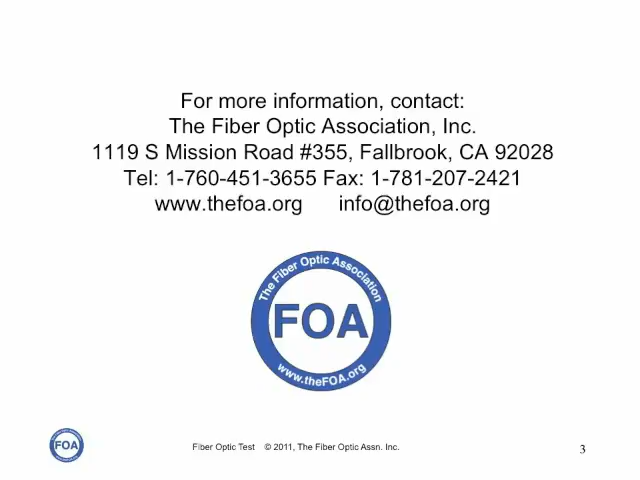 For more information, contact:
The Fiber Optic Association, Inc.
1119 S Mission Road #355, Fallbrook, CA 92028
Tel: 1-760-451-3655 Fax: 1-781-207-2421
www.thefoa.org info@thefoa.org
The Fiber Optic Association
FOA
www.theFOA.org
FOA
Fiber Optic Test © 2011, The Fiber Optic Assn. Inc.
3